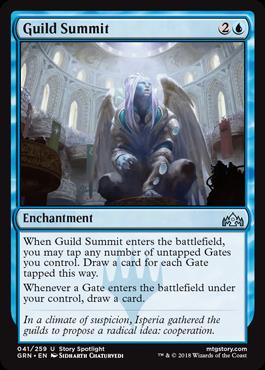 Guild Summit 2
Enchantment
When Guild Summit enters the battlefield,
you may tap any number of untapped Gates
you control. Draw a card for each Gate
tapped this way.
Whenever a Gate enters the battlefield
under your control, draw a card.
In a climate of suspicion, Isperia gathered the
guilds to propose a radical idea: cooperation.
041/259 U Story Spotlight mtgstory.com
GRN • EN Sidharth Chaturvedi ™ & © 2018 Wizards of the Coast